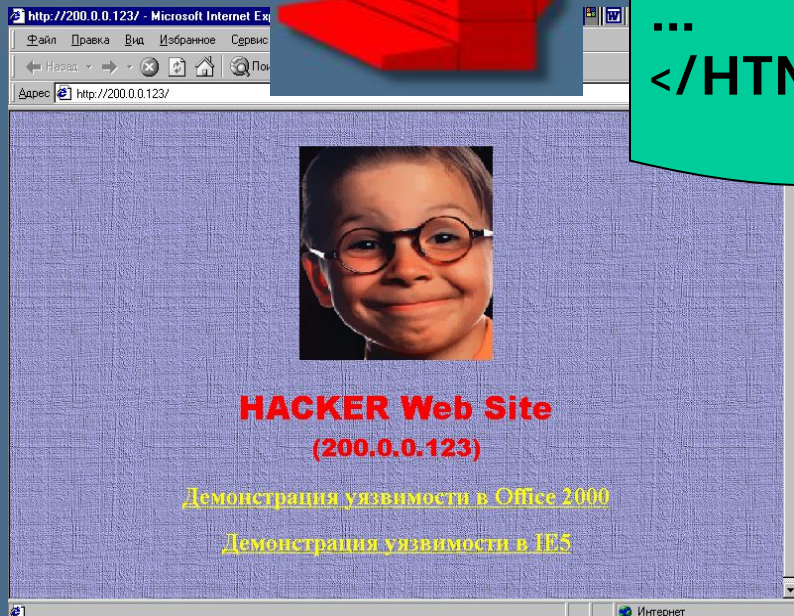 http://200.0.0.123/ - Microsoft Internet
...
Файл Правка Вид Избранное Сервис
</HTM
Назад
Адрес http://200.0.0.123/
HACKER Web Site
(200.0.0.123)
Демонстрация уязвимости в Office 2000
Демонстрация уязвимости в IE5
Интернет